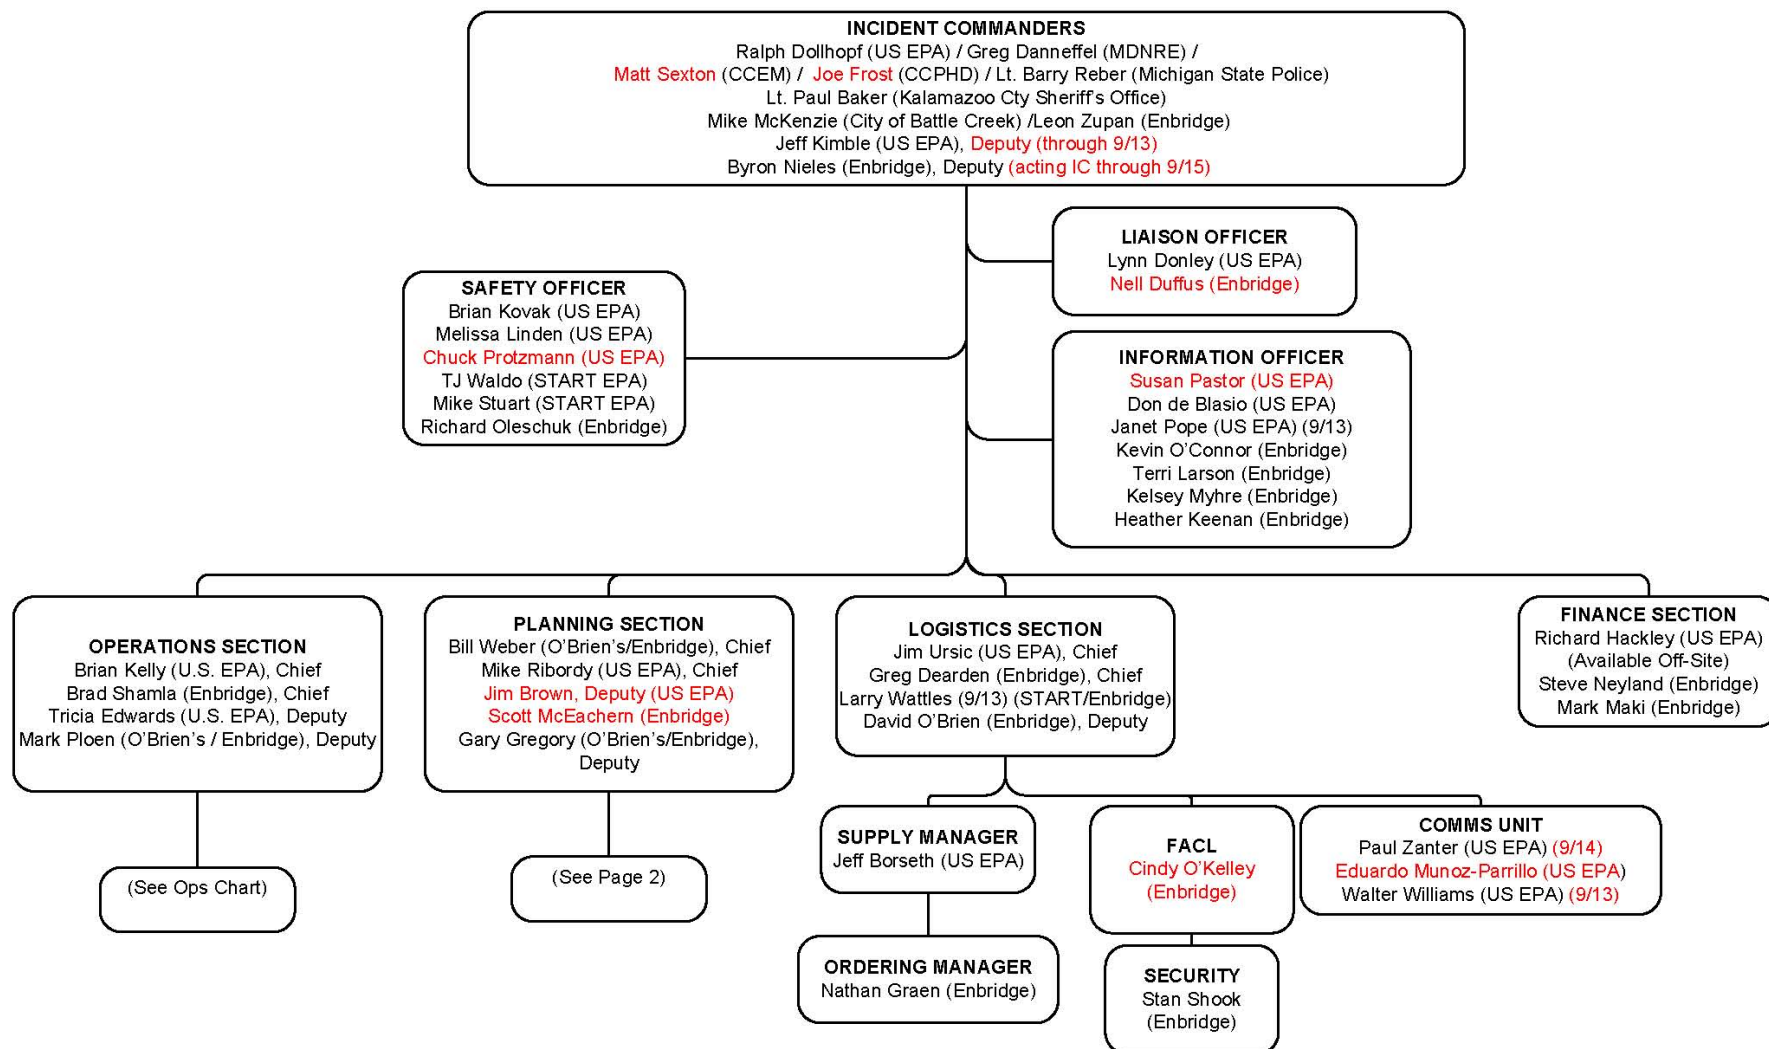 INCIDENT COMMANDERS
Ralph Dollhopf (US EPA) / Greg Danneffel (MDNRE) /
Matt Sexton (CCEM) / Joe Frost (CCPHD) / Lt. Barry Reber (Michigan State Police)
Lt. Paul Baker (Kalamazoo Cty Sheriff's Office)
Mike McKenzie (City of Battle Creek) /Leon Zupan (Enbridge)
Jeff Kimble (US EPA), Deputy (through 9/13)
Byron Nieles (Enbridge), Deputy (acting IC through 9/15)
LIAISON OFFICER
Lynn Donley (US EPA)
Nell Duffus (Enbridge)
SAFETY OFFICER
Brian Kovak (US EPA)
Melissa Linden (US EPA)
Chuck Protzmann (US EPA)
TJ Waldo (START EPA)
Mike Stuart (START EPA)
Richard Oleschuk (Enbridge)
INFORMATION OFFICER
Susan Pastor (US EPA)
Don de Blasio (US EPA)
Janet Pope (US EPA) (9/13)
Kevin O'Connor (Enbridge)
Terri Larson (Enbridge)
Kelsey Myhre (Enbridge)
Heather Keenan (Enbridge)
OPERATIONS SECTION
Brian Kelly (U.S. EPA), Chief
Brad Shamla (Enbridge), Chief
Tricia Edwards (U.S. EPA), Deputy
Mark Ploen (O'Brien's / Enbridge), Deputy
PLANNING SECTION
Bill Weber (O'Brien's/Enbridge), Chief
Mike Ribordy (US EPA), Chief
Jim Brown, Deputy (US EPA)
Scott McEachern (Enbridge)
Gary Gregory (O'Brien's/Enbridge),
Deputy
LOGISTICS SECTION
Jim Ursic (US EPA), Chief
Greg Dearden (Enbridge), Chief
Larry Wattles (9/13) (START/Enbridge)
David O'Brien (Enbridge), Deputy
FINANCE SECTION
Richard Hackley (US EPA)
(Available Off-Site)
Steve Neyland (Enbridge)
Mark Maki (Enbridge)
(See Ops Chart)
(See Page 2)
SUPPLY MANAGER
Jeff Borseth (US EPA)
FACL
Cindy O'Kelley
(Enbridge)
COMMS UNIT
Paul Zanter (US EPA) (9/14)
Eduardo Munoz-Parrillo (US EPA)
Walter Williams (US EPA) (9/13)
ORDERING MANAGER
Nathan Graen (Enbridge)
SECURITY
Stan Shook
(Enbridge)